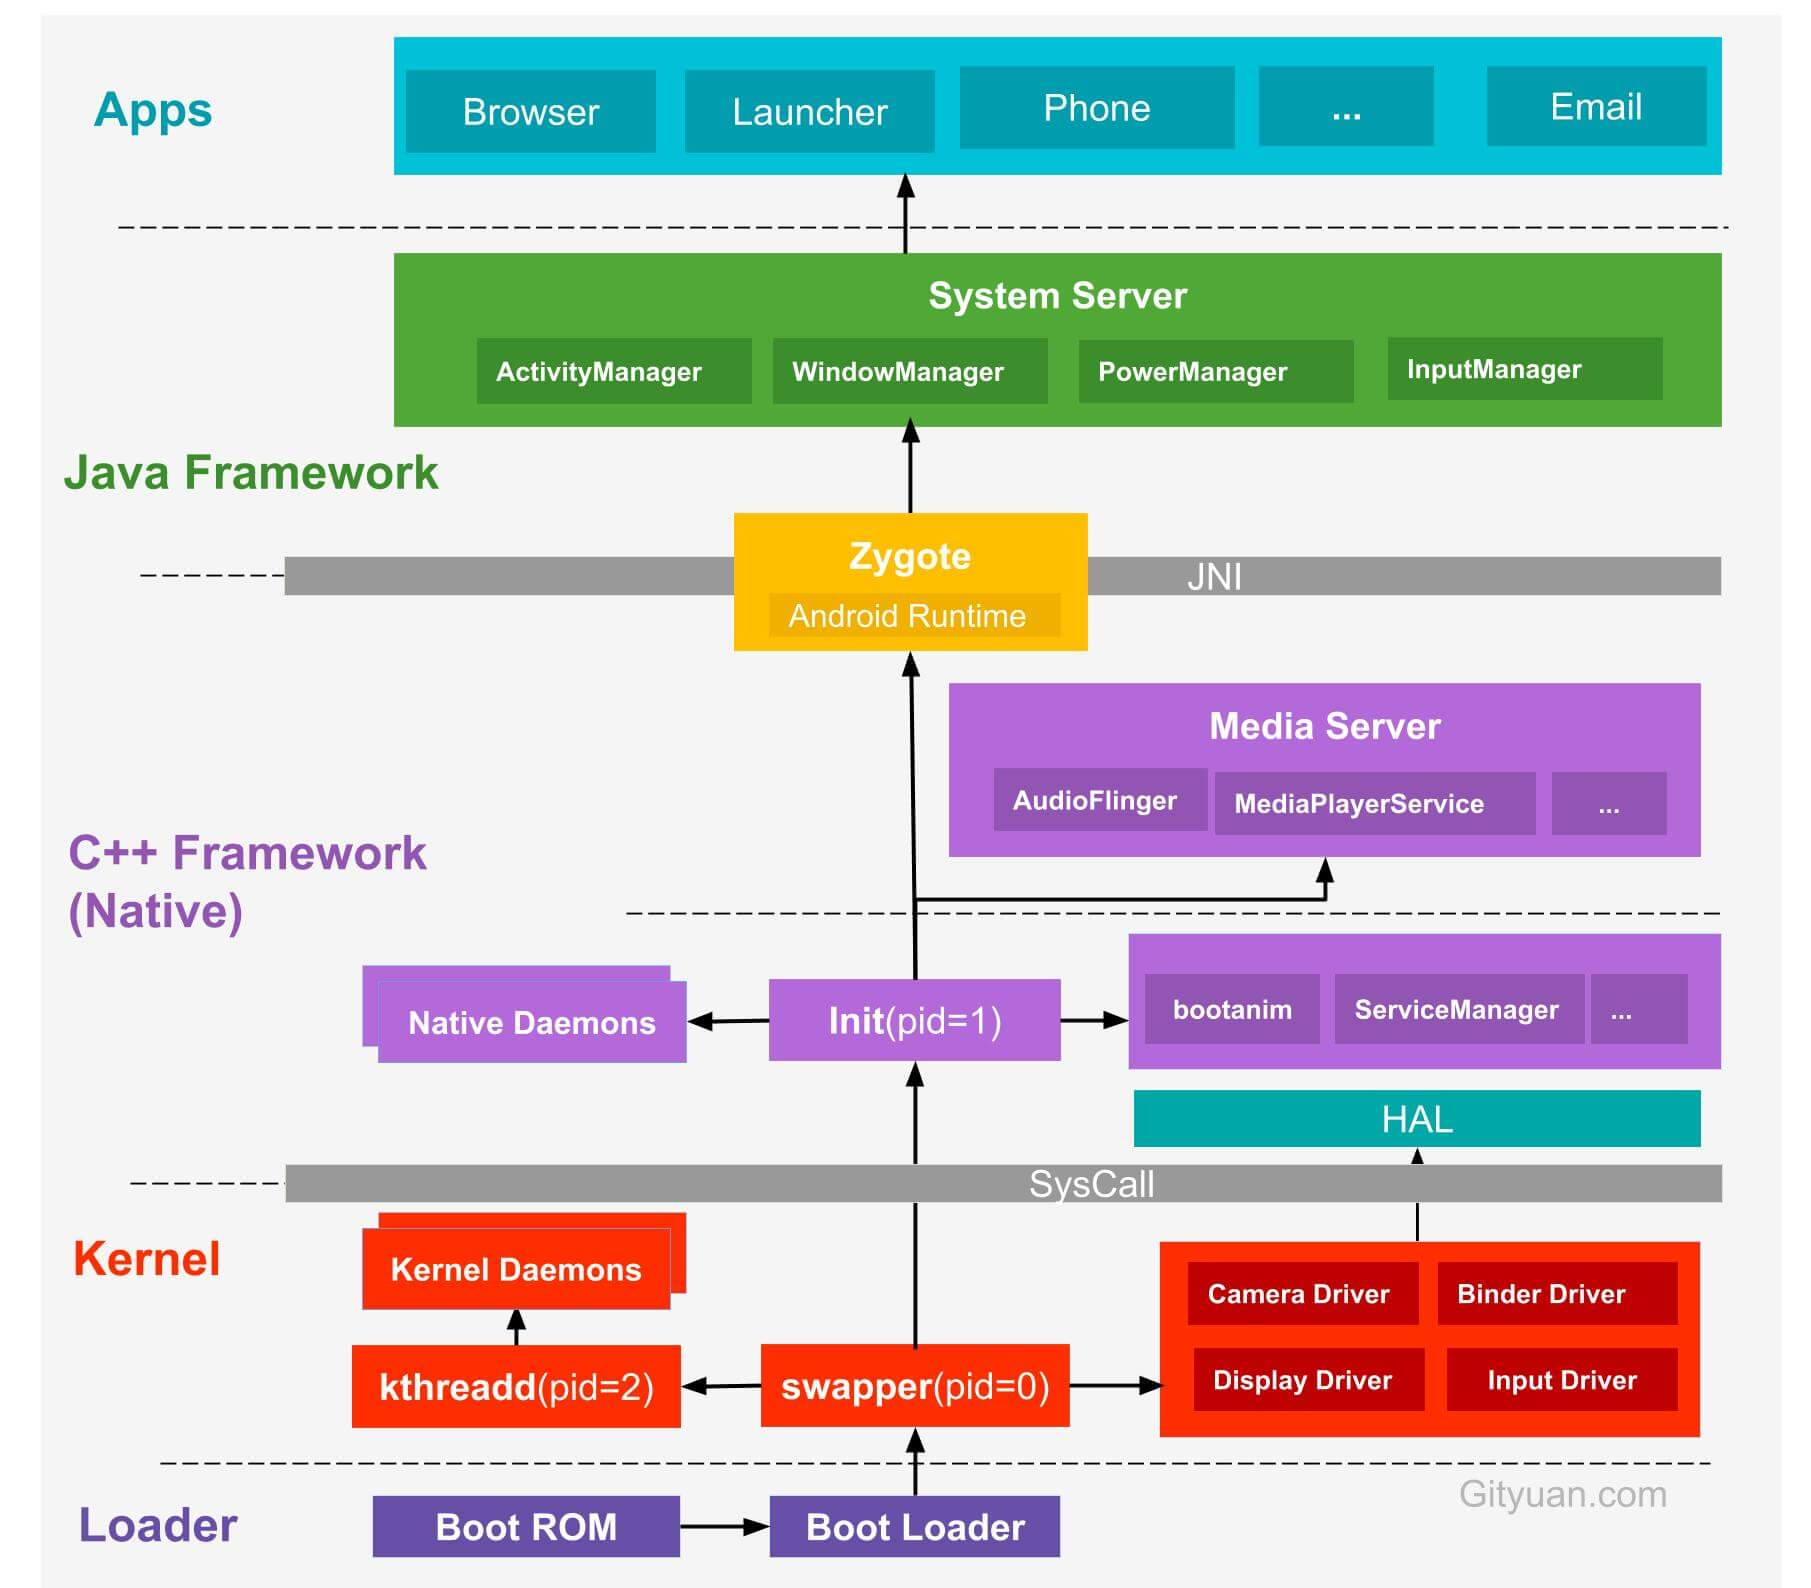 Apps
Browser
Launcher
Phone
...
Email
System Server
ActivityManager
WindowManager
PowerManager
InputManager
Java Framework
Zygote
Android Runtime
JNI
Media Server
AudioFlinger
MediaPlayerService
...
C++ Framework
(Native)
Native Daemons
Init(pid=1)
bootanim
ServiceManager
...
HAL
SysCall
Kernel
Kernel Daemons
Camera Driver
Binder Driver
kthreadd(pid=2)
swapper(pid=0)
Display Driver
Input Driver
Gityuan.com
Loader
Boot ROM
Boot Loader